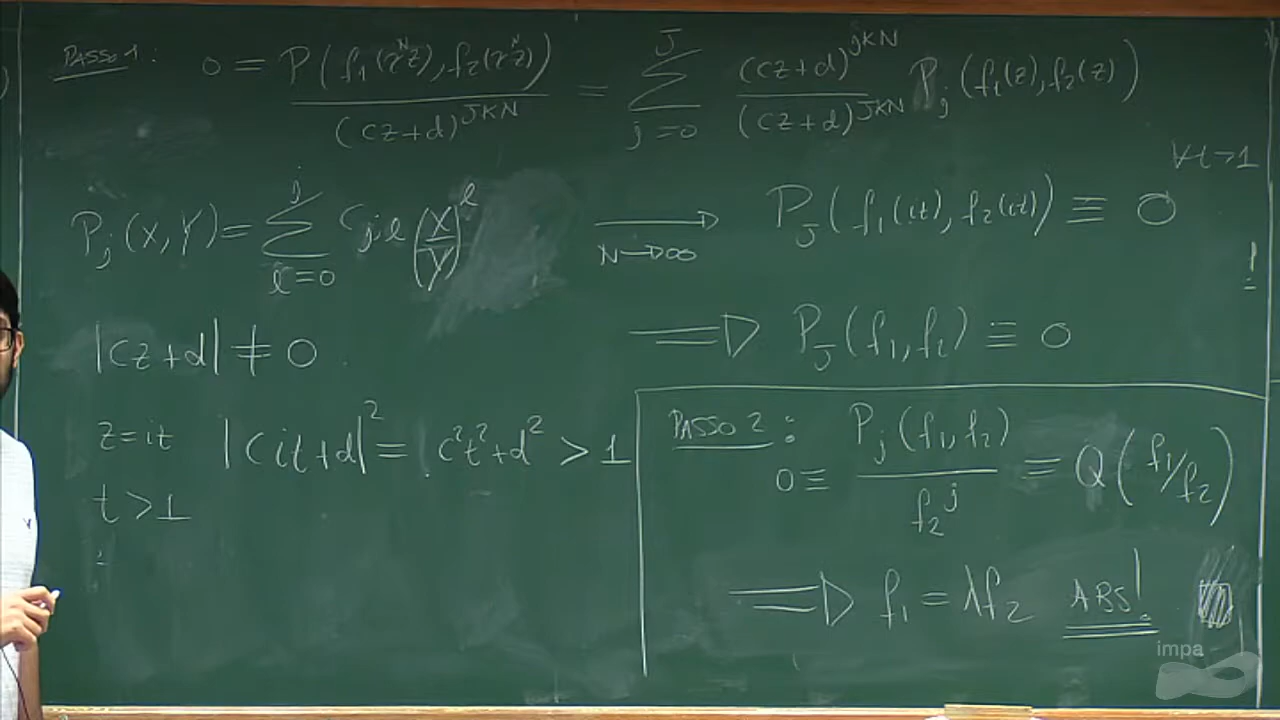 PASSO 1: 0 = P(f₁(γᴺz), f₂(γᴺz)) / (cz+d)^{JKN} = Σ_{j=0}^{J} (cz+d)^{jKN} / (cz+d)^{JKN} P_j(f₁(z), f₂(z))
∀t>1
P_j(X,Y) = Σ_{l=0}^{j} C_{j,l} (X/Y)^l → N→∞ P_J(f₁(it), f₂(it)) ≡ 0
!
|cz+d| ≠ 0 ⟹ P_J(f₁,f₂) ≡ 0
z=it |cit+d|² = c²t²+d² > 1
t>1
PASSO 2:
0 ≡ P_j(f₁,f₂) / f₂^j ≡ Q(f₁/f₂)
⟹ f₁ = λf₂ ABS!
impa